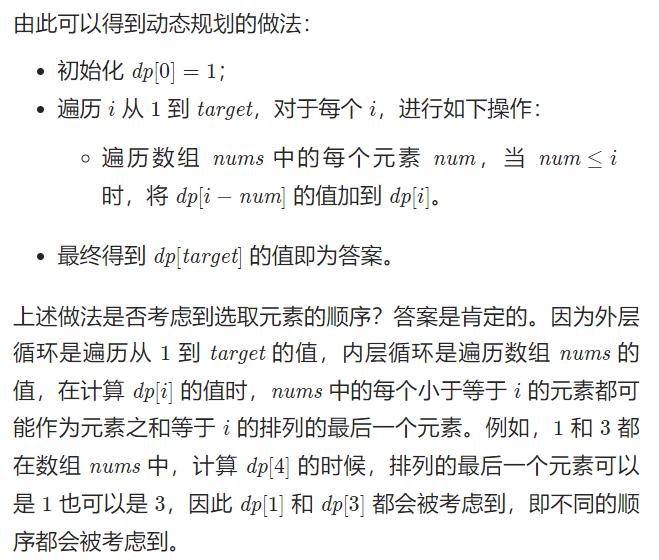 由此可以得到动态规划的做法：
• 初始化 dp[0] = 1；
• 遍历 i 从 1 到 target，对于每个 i，进行如下操作：
◦ 遍历数组 nums 中的每个元素 num，当 num ≤ i
时，将 dp[i − num] 的值加到 dp[i]。
• 最终得到 dp[target] 的值即为答案。
上述做法是否考虑到选取元素的顺序？答案是肯定的。因为外层
循环是遍历从 1 到 target 的值，内层循环是遍历数组 nums 的
值，在计算 dp[i] 的值时，nums 中的每个小于等于 i 的元素都可
能作为元素之和等于 i 的排列的最后一个元素。例如，1 和 3 都
在数组 nums 中，计算 dp[4] 的时候，排列的最后一个元素可以
是 1 也可以是 3，因此 dp[1] 和 dp[3] 都会被考虑到，即不同的顺
序都会被考虑到。